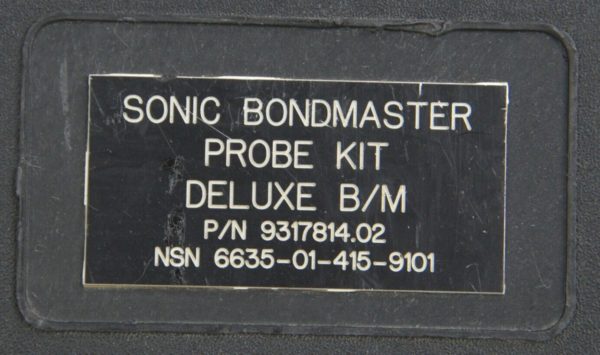 SONIC BONDMASTER
PROBE KIT
DELUXE B/M
P/N 9317814.02
NSN 6635-01-415-9101